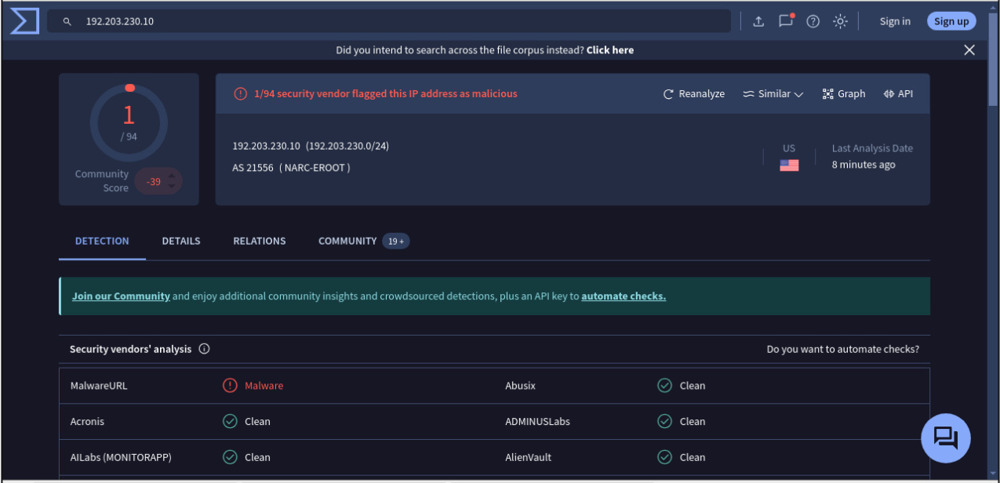 192.203.230.10
Sign in
Sign up
Did you intend to search across the file corpus instead? Click here
1
/ 94
Community
Score
-39
1/94 security vendor flagged this IP address as malicious
Reanalyze
Similar
Graph
API
192.203.230.10 (192.203.230.0/24)
AS 21556 ( NARC-EROOT )
US
Last Analysis Date
8 minutes ago
DETECTION
DETAILS
RELATIONS
COMMUNITY
19 +
Join our Community and enjoy additional community insights and crowdsourced detections, plus an API key to automate checks.
Security vendors' analysis
Do you want to automate checks?
MalwareURL Malware Abusix Clean
Acronis Clean ADMINUSLabs Clean
AILabs (MONITORAPP) Clean AlienVault Clean